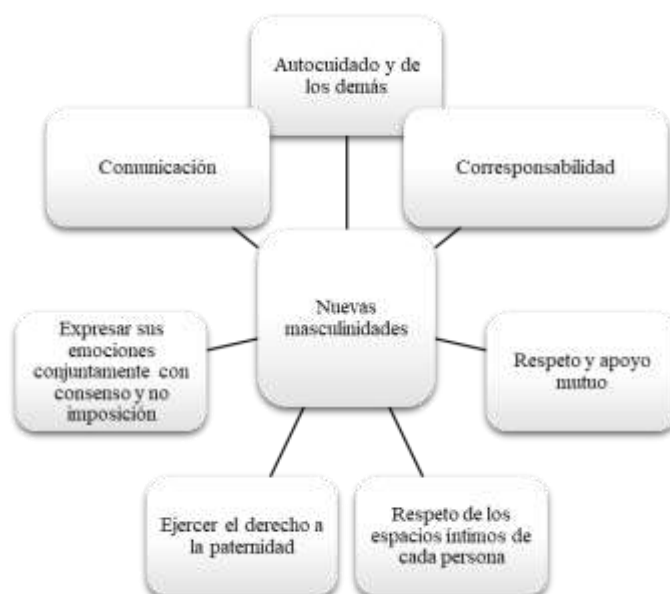 Autocuidado y de
los demás
Comunicación
Corresponsabilidad
Nuevas
masculinidades
Expresar sus
emociones
conjuntamente con
consenso y no
imposición
Respeto y apoyo
mutuo
Ejercer el derecho a
la paternidad
Respeto de los
espacios íntimos de
cada persona